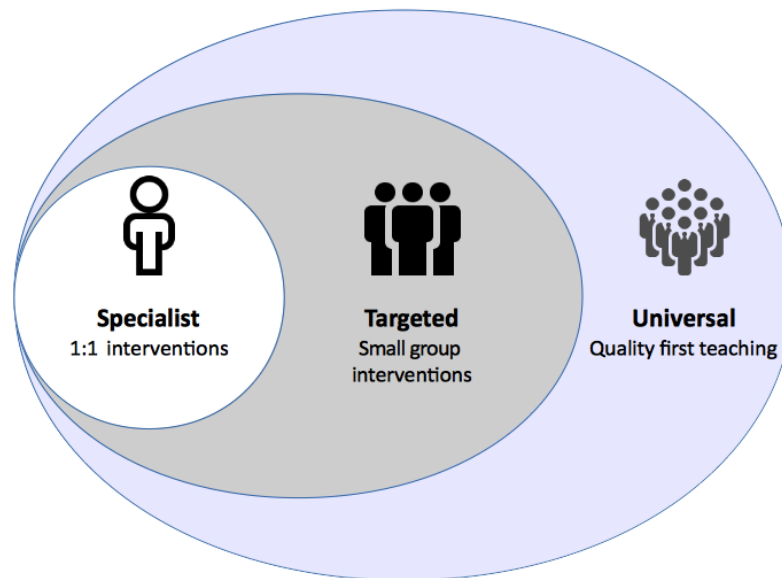 Specialist
1:1 interventions
Targeted
Small group
interventions
Universal
Quality first teaching